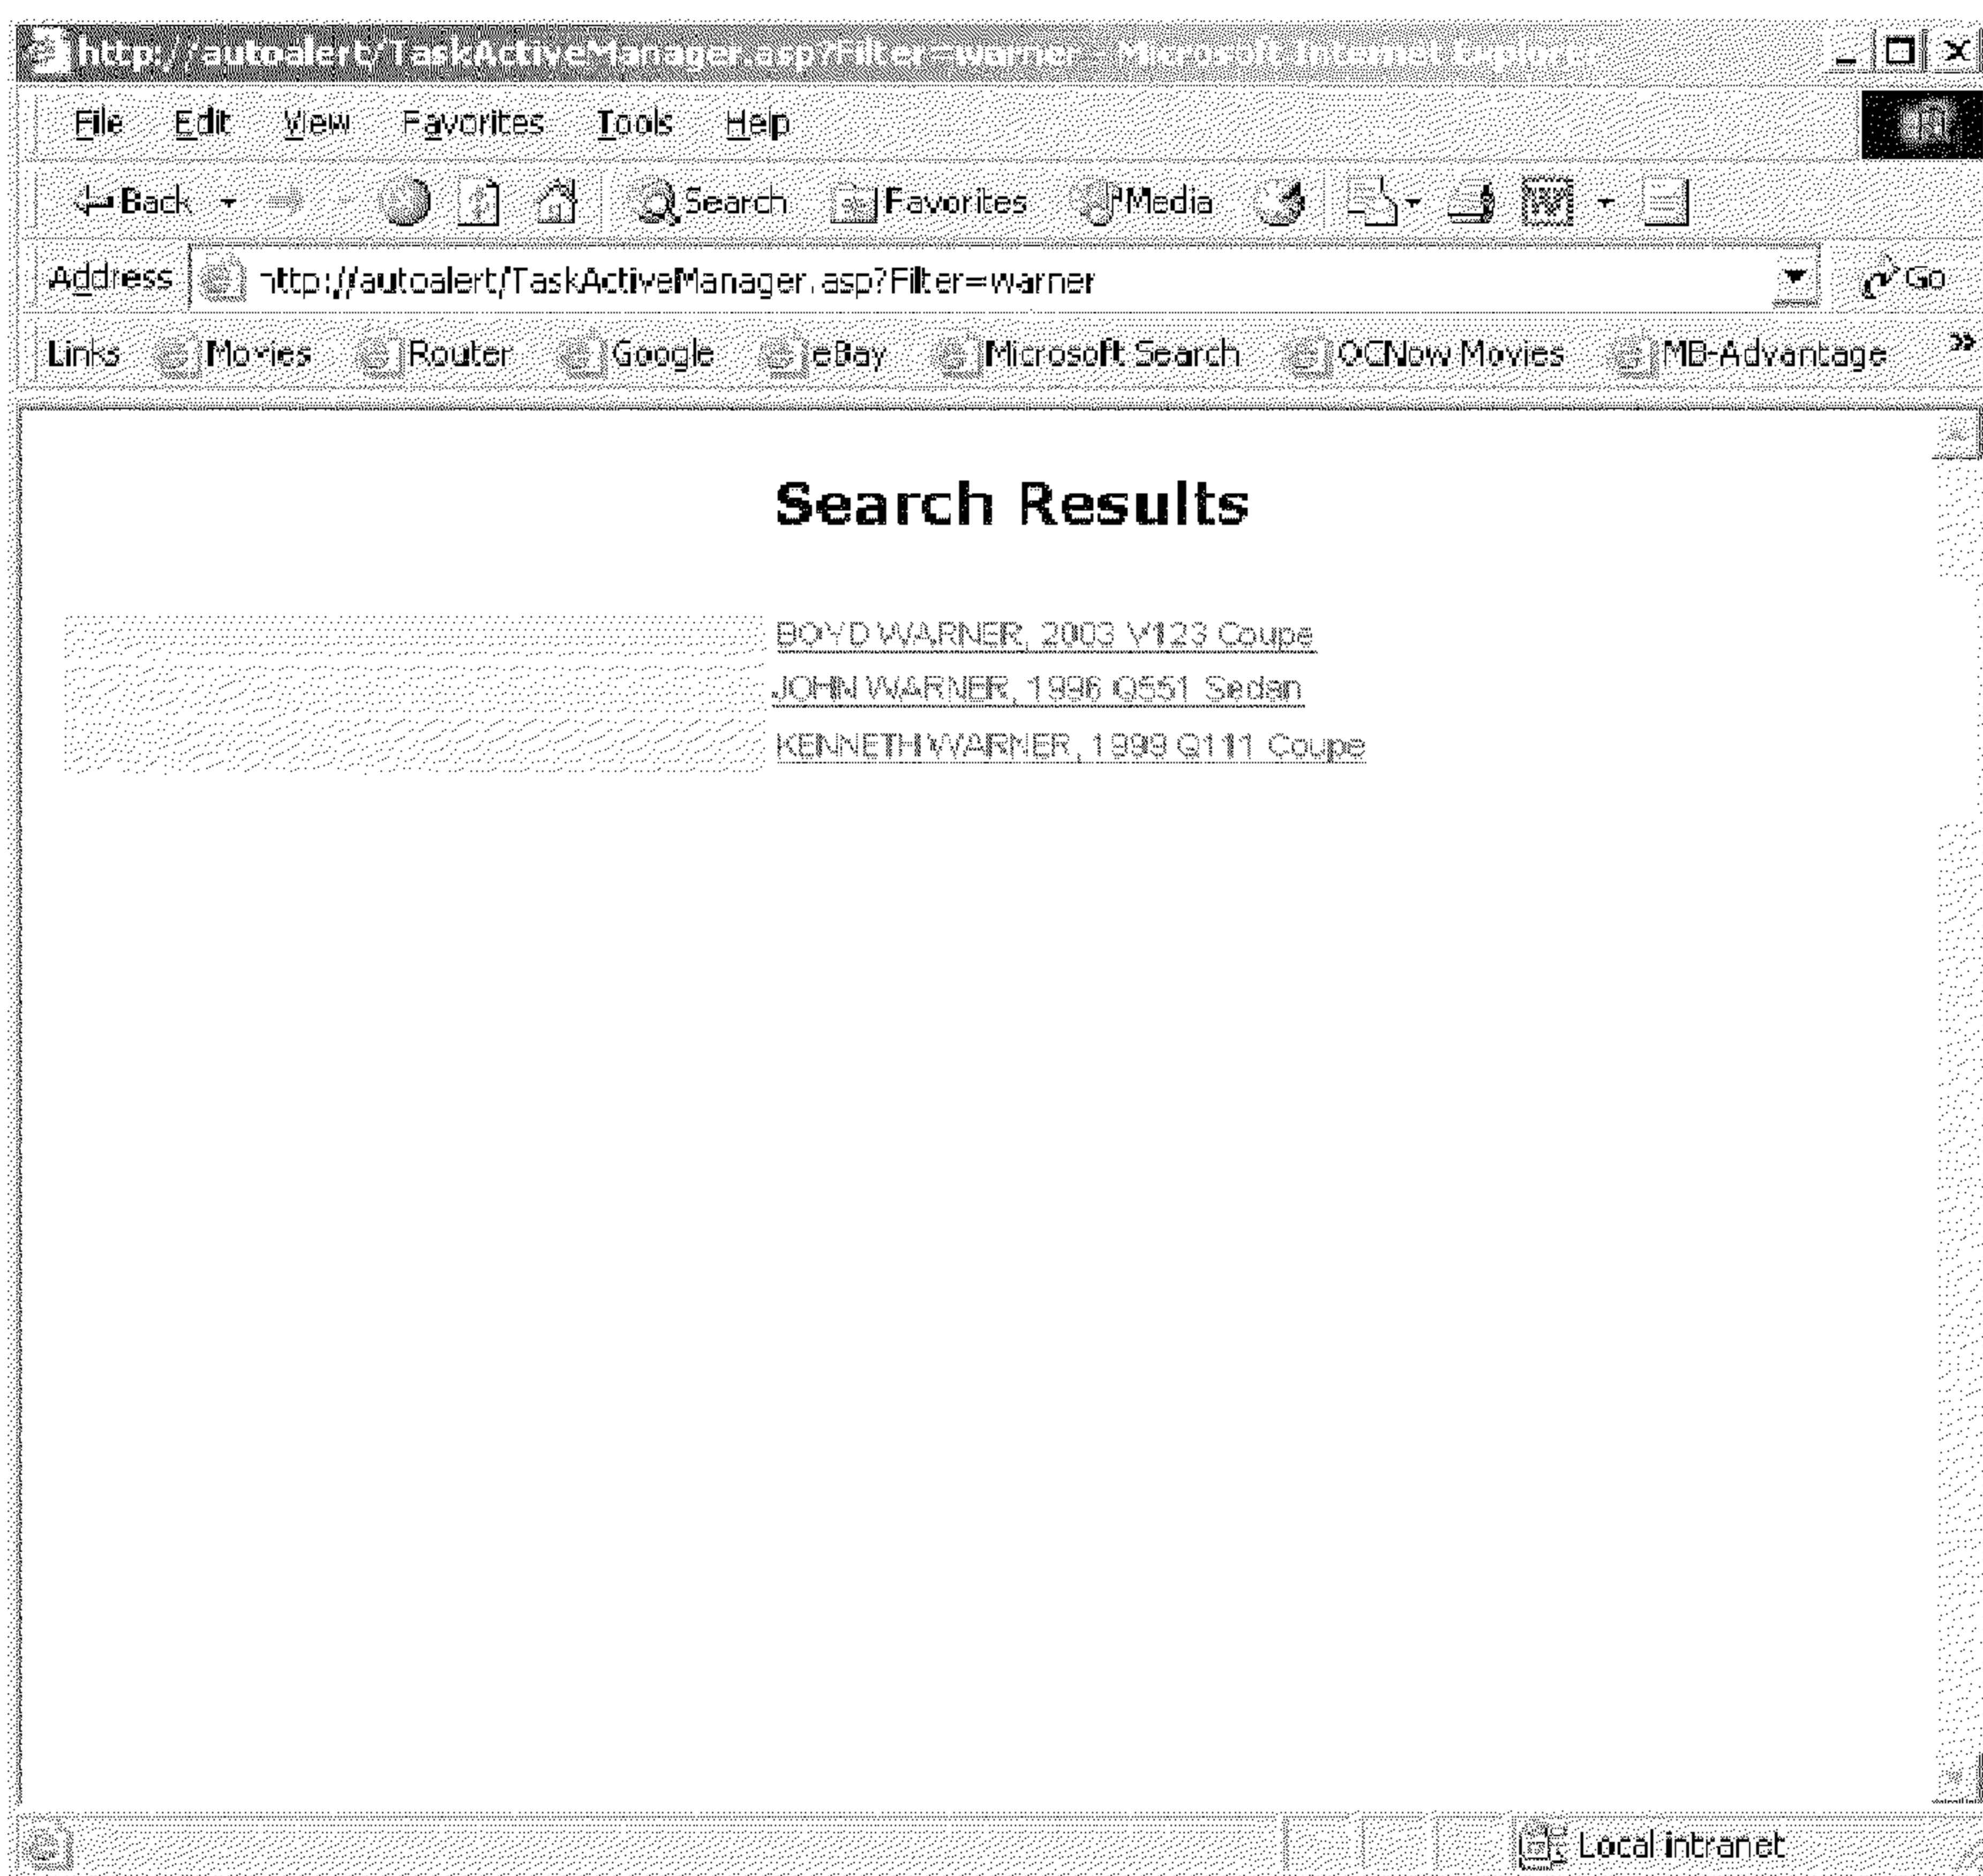 http://autoalert/TaskActiveManager.asp?Filter=warner - Microsoft Internet Explorer
File Edit View Favorites Tools Help
Back Search Favorites Media
Address http://autoalert/TaskActiveManager.asp?Filter=warner Go
Links Movies Router Google eBay Microsoft Search OCNow Movies MB-Advantage »
Search Results
BOYD WARNER, 2003 V123 Coupe
JOHN WARNER, 1996 Q551 Sedan
KENNETH WARNER, 1999 Q111 Coupe
Local intranet